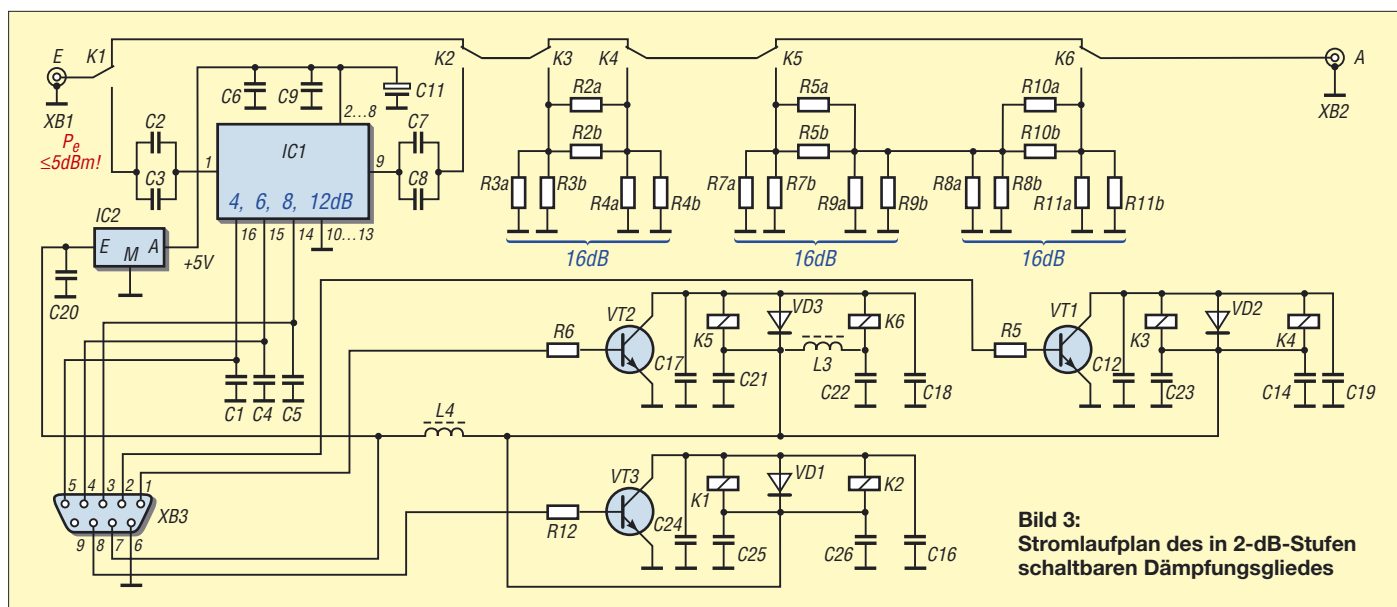 E K1 K2 K3 K4 K5 K6 A
XB1 XB2
P_e
≤5dBm!
C6 C9 C11
2...8
C2 C7
C3 C8
1 IC1 9
4, 6, 8, 12dB
16 15 14 10...13
R2a R5a R10a
R2b R5b R10b
R3a R3b R4a R4b R7a R7b R9a R9b R8a R8b R11a R11b
16dB 16dB 16dB
IC2
E M A
+5V
C20
C1 C4 C5
R6 VT2 C17 K5 VD3 K6
C21 L3 C22 C18
R5 VT1 C12 K3 VD2 K4
C23 C14 C19
L4
5 4 3 2 1
XB3
9 8 7 6
R12 VT3 C24 K1 VD1 K2
C25 C26 C16
Bild 3:
Stromlaufplan des in 2-dB-Stufen
schaltbaren Dämpfungsgliedes